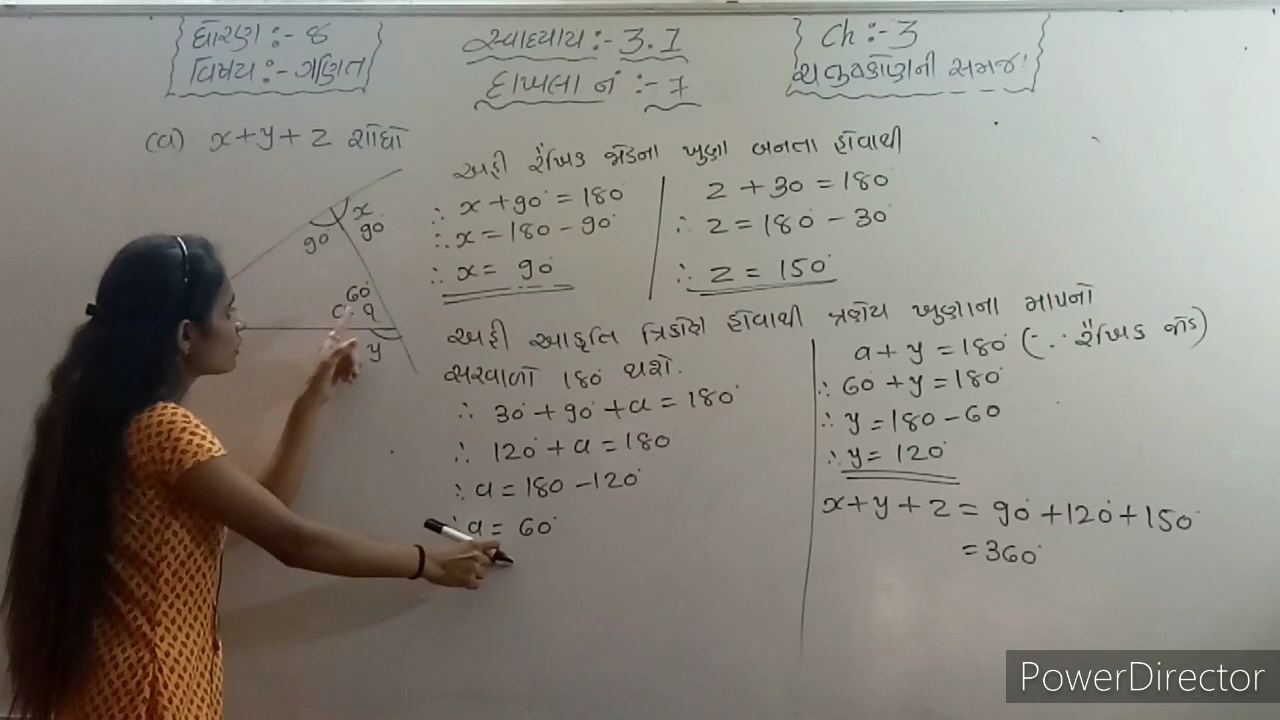 ધોરણ :- 8
વિષય :- ગણિત
સ્વાધ્યાય :- 3.1
દાખલા નં :- 7
Ch :- 3
ચતુષ્કોણની સમજ
(a) x+y+z શોધો
x
90°
90°
60°
a
y
અહી રૈખિક જોડના ખુણા બનતા હોવાથી
∴ x+90° = 180°
∴ x = 180 - 90°
∴ x = 90°
z + 30 = 180°
∴ z = 180° - 30°
∴ z = 150°
અહી આકૃતિ ત્રિકોણ હોવાથી ત્રણેય ખુણાના માપનો
સરવાળો 180° થશે.
∴ 30° + 90° + a = 180°
∴ 120° + a = 180°
∴ a = 180 - 120°
∴ a = 60°
a + y = 180° (∵ રૈખિક જોડ)
∴ 60° + y = 180°
∴ y = 180 - 60
∴ y = 120°
x + y + z = 90° + 120° + 150°
= 360°
PowerDirector